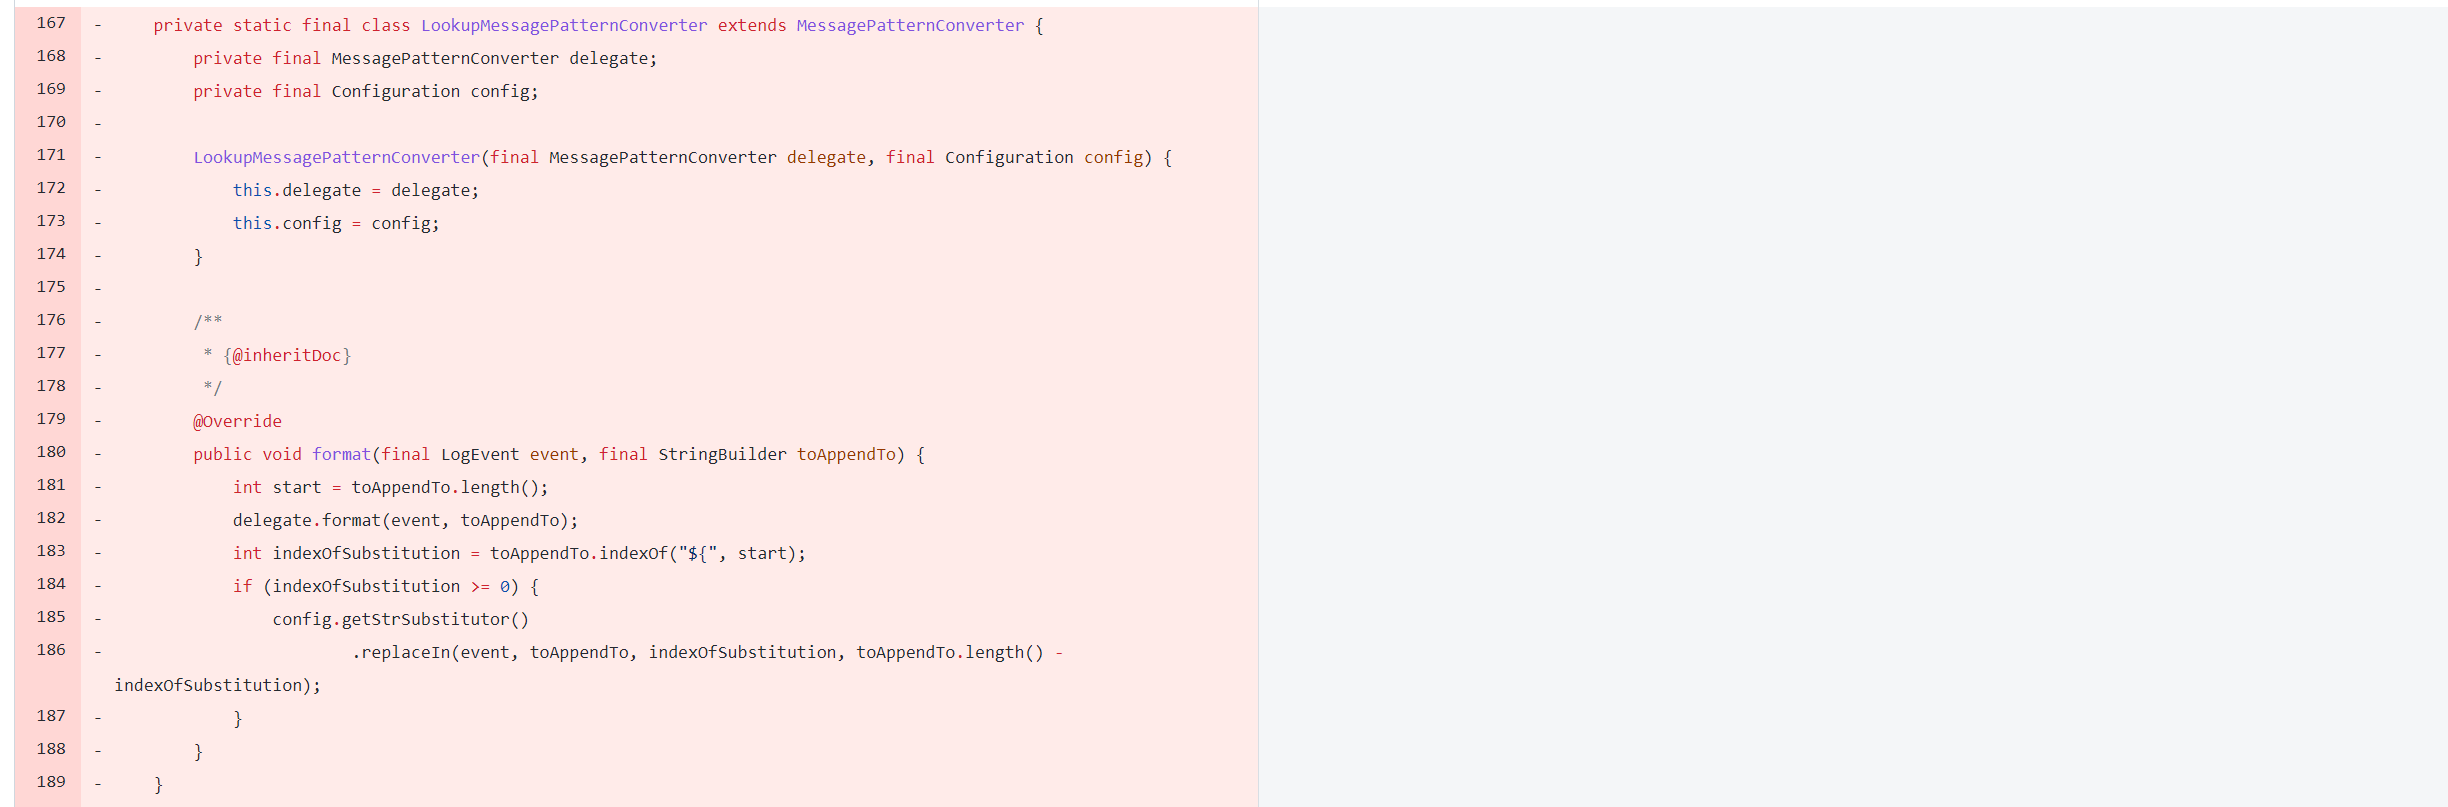 167 -     private static final class LookupMessagePatternConverter extends MessagePatternConverter {
168 -         private final MessagePatternConverter delegate;
169 -         private final Configuration config;
170 -
171 -         LookupMessagePatternConverter(final MessagePatternConverter delegate, final Configuration config) {
172 -             this.delegate = delegate;
173 -             this.config = config;
174 -         }
175 -
176 -         /**
177 -          * {@inheritDoc}
178 -          */
179 -         @Override
180 -         public void format(final LogEvent event, final StringBuilder toAppendTo) {
181 -             int start = toAppendTo.length();
182 -             delegate.format(event, toAppendTo);
183 -             int indexOfSubstitution = toAppendTo.indexOf("${", start);
184 -             if (indexOfSubstitution >= 0) {
185 -                 config.getStrSubstitutor()
186 -                         .replaceIn(event, toAppendTo, indexOfSubstitution, toAppendTo.length() -
indexOfSubstitution);
187 -             }
188 -         }
189 -     }